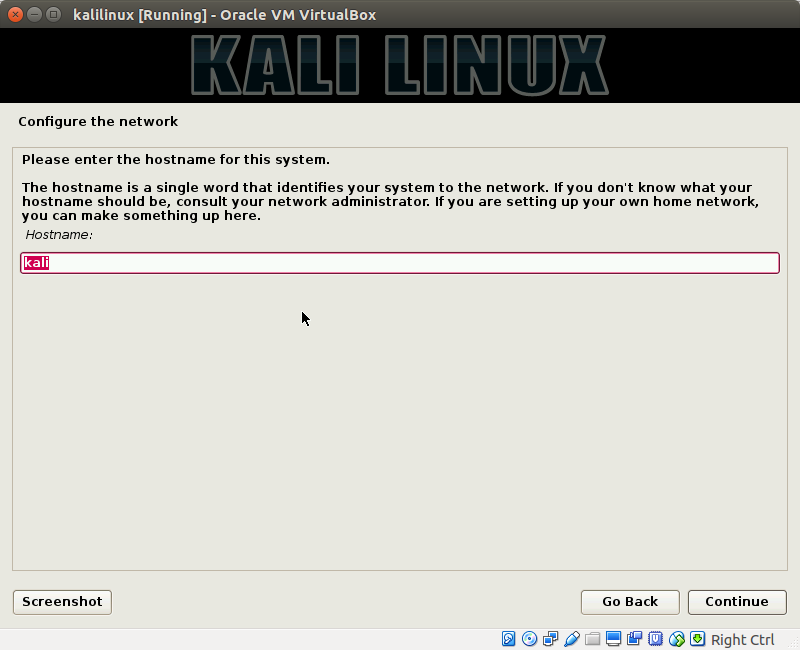 kalilinux [Running] - Oracle VM VirtualBox
KALI LINUX
Configure the network
Please enter the hostname for this system.
The hostname is a single word that identifies your system to the network. If you don't know what your
hostname should be, consult your network administrator. If you are setting up your own home network,
you can make something up here.
Hostname:
kali
Screenshot
Go Back
Continue
Right Ctrl